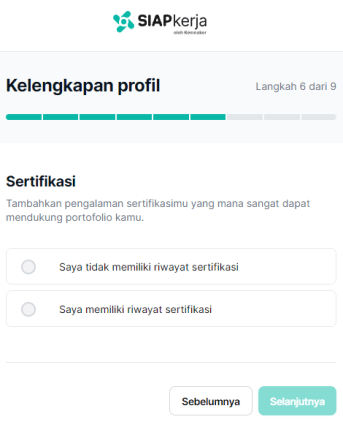 SIAPkerja
oleh Kemnaker
Kelengkapan profil
Langkah 6 dari 9
Sertifikasi
Tambahkan pengalaman sertifikasimu yang mana sangat dapat
mendukung portofolio kamu.
Saya tidak memiliki riwayat sertifikasi
Saya memiliki riwayat sertifikasi
Sebelumnya
Selanjutnya